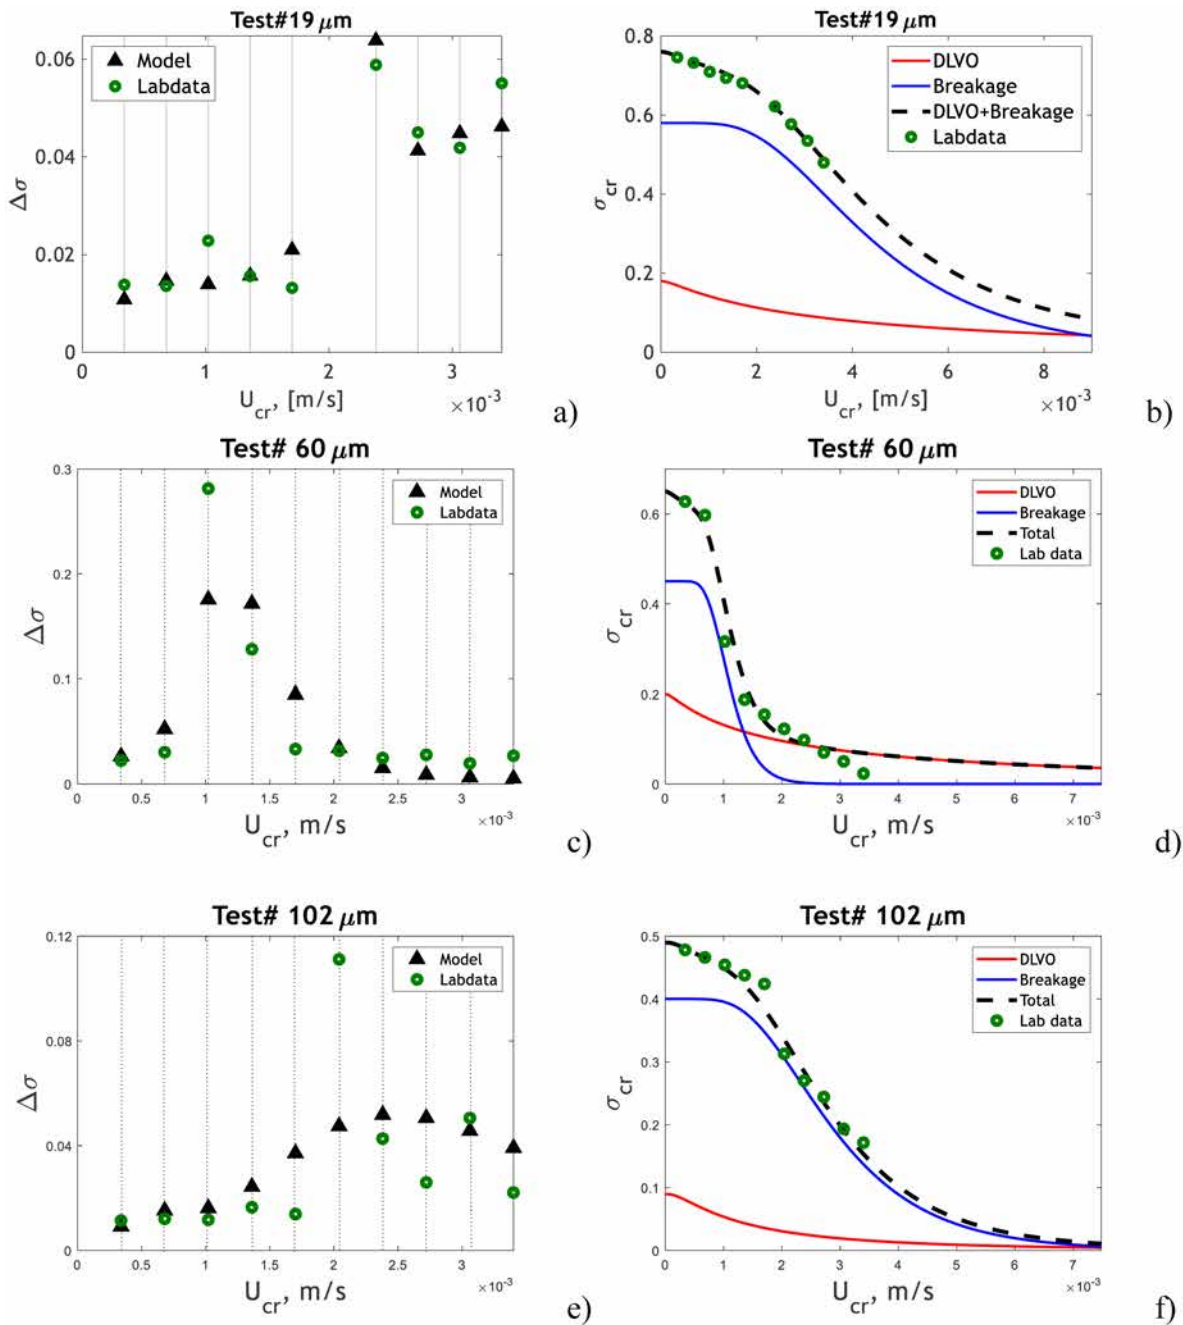 Test#19 μm
Model
Labdata
Δσ
0.06
0.04
0.02
0
0 1 2 3
×10⁻³
U_cr, [m/s]
a)
Test#19 μm
DLVO
Breakage
DLVO+Breakage
Labdata
σ_cr
0.8
0.6
0.4
0.2
0
0 2 4 6 8
×10⁻³
U_cr, [m/s]
b)
Test# 60 μm
Model
Labdata
Δσ
0.3
0.2
0.1
0
0 0.5 1 1.5 2 2.5 3
×10⁻³
U_cr, m/s
c)
Test# 60 μm
DLVO
Breakage
Total
Lab data
σ_cr
0.6
0.4
0.2
0
0 1 2 3 4 5 6 7
×10⁻³
U_cr, m/s
d)
Test# 102 μm
Model
Labdata
Δσ
0.12
0.08
0.04
0
0 0.5 1 1.5 2 2.5 3
×10⁻³
U_cr, m/s
e)
Test# 102 μm
DLVO
Breakage
Total
Lab data
σ_cr
0.5
0.4
0.3
0.2
0.1
0
0 1 2 3 4 5 6 7
×10⁻³
U_cr, m/s
f)